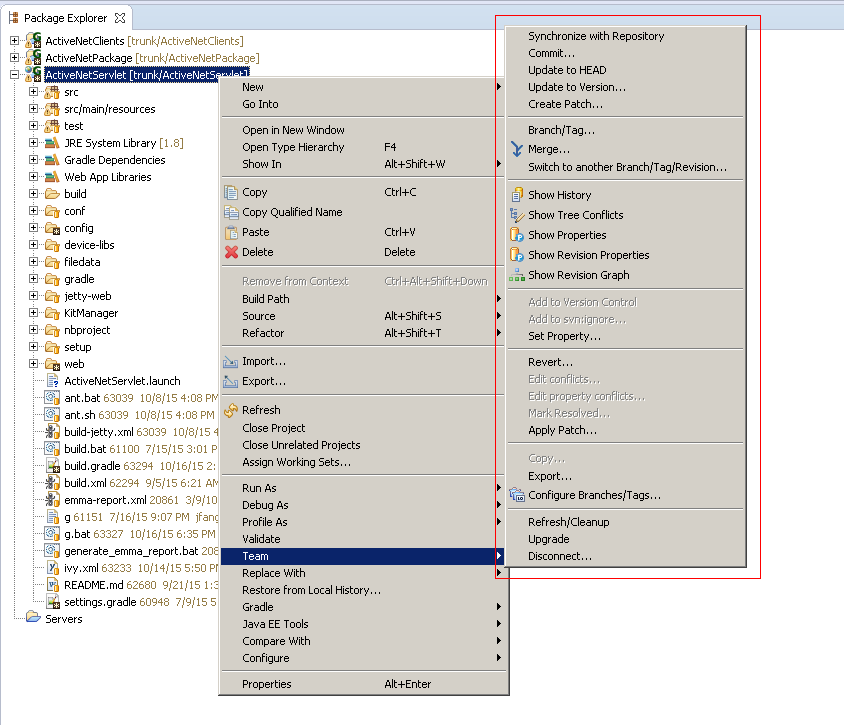 Package Explorer
ActiveNetClients [trunk/ActiveNetClients]
ActiveNetPackage [trunk/ActiveNetPackage]
ActiveNetServlet [trunk/ActiveNetServlet]
src
src/main/resources
test
JRE System Library [1.8]
Gradle Dependencies
Web App Libraries
build
conf
config
device-libs
filedata
gradle
jetty-web
KitManager
nbproject
setup
web
ActiveNetServlet.launch
ant.bat 63039 10/8/15 4:08 PM
ant.sh 63039 10/8/15 4:08 PM
build-jetty.xml 63039 10/8/15 4
build.bat 61100 7/15/15 3:01 P
build.gradle 63294 10/16/15 2:
build.xml 62294 9/5/15 6:21 AM
emma-report.xml 20861 3/9/10
g 61151 7/16/15 9:07 PM jfang
g.bat 63327 10/16/15 6:35 PM
generate_emma_report.bat 208
ivy.xml 63233 10/14/15 5:50 PM
README.md 62680 9/21/15 1:3
settings.gradle 60948 7/9/15 5
Servers
New
Go Into
Open in New Window
Open Type Hierarchy F4
Show In Alt+Shift+W
Copy Ctrl+C
Copy Qualified Name
Paste Ctrl+V
Delete Delete
Remove from Context Ctrl+Alt+Shift+Down
Build Path
Source Alt+Shift+S
Refactor Alt+Shift+T
Import...
Export...
Refresh
Close Project
Close Unrelated Projects
Assign Working Sets...
Run As
Debug As
Profile As
Validate
Team
Replace With
Restore from Local History...
Gradle
Java EE Tools
Compare With
Configure
Properties Alt+Enter
Synchronize with Repository
Commit...
Update to HEAD
Update to Version...
Create Patch...
Branch/Tag...
Merge...
Switch to another Branch/Tag/Revision...
Show History
Show Tree Conflicts
Show Properties
Show Revision Properties
Show Revision Graph
Add to Version Control
Add to svn:ignore...
Set Property...
Revert...
Edit conflicts...
Edit property conflicts...
Mark Resolved...
Apply Patch...
Copy...
Export...
Configure Branches/Tags...
Refresh/Cleanup
Upgrade
Disconnect...